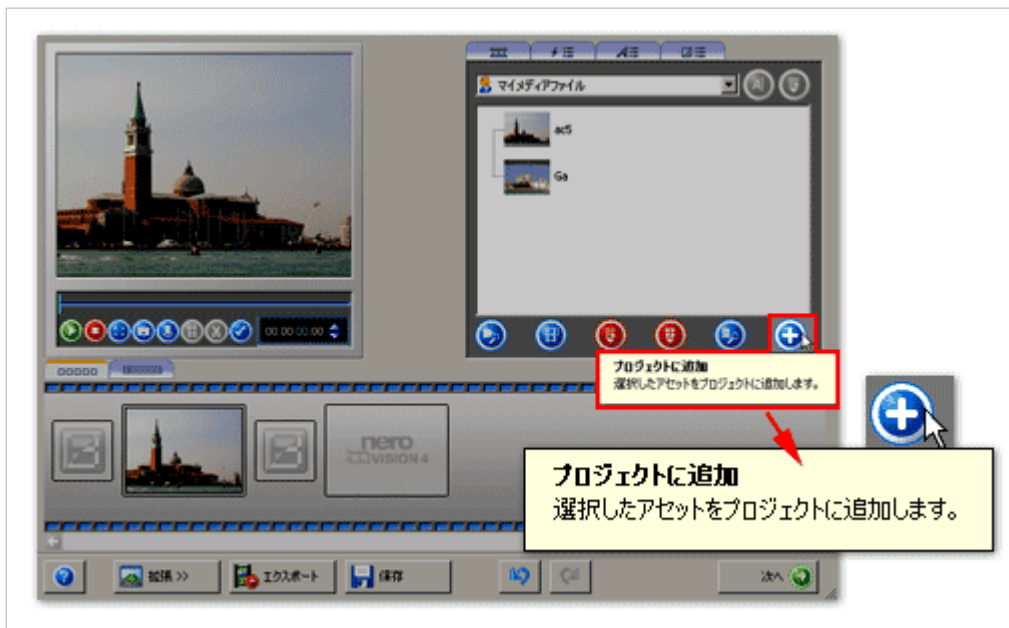 マイメディアファイル
ac5
Ga
00:00:00:00
プロジェクトに追加
選択したアセットをプロジェクトに追加します。
nero
VISION 4
プロジェクトに追加
選択したアセットをプロジェクトに追加します。
拡張 >>
エクスポート
保存
次へ